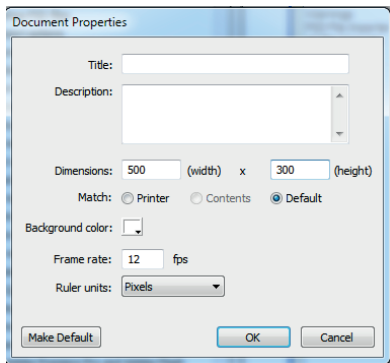 Document Properties
Title:
Description:
Dimensions: 500 (width) x 300 (height)
Match: Printer Contents Default
Background color:
Frame rate: 12 fps
Ruler units: Pixels
Make Default OK Cancel